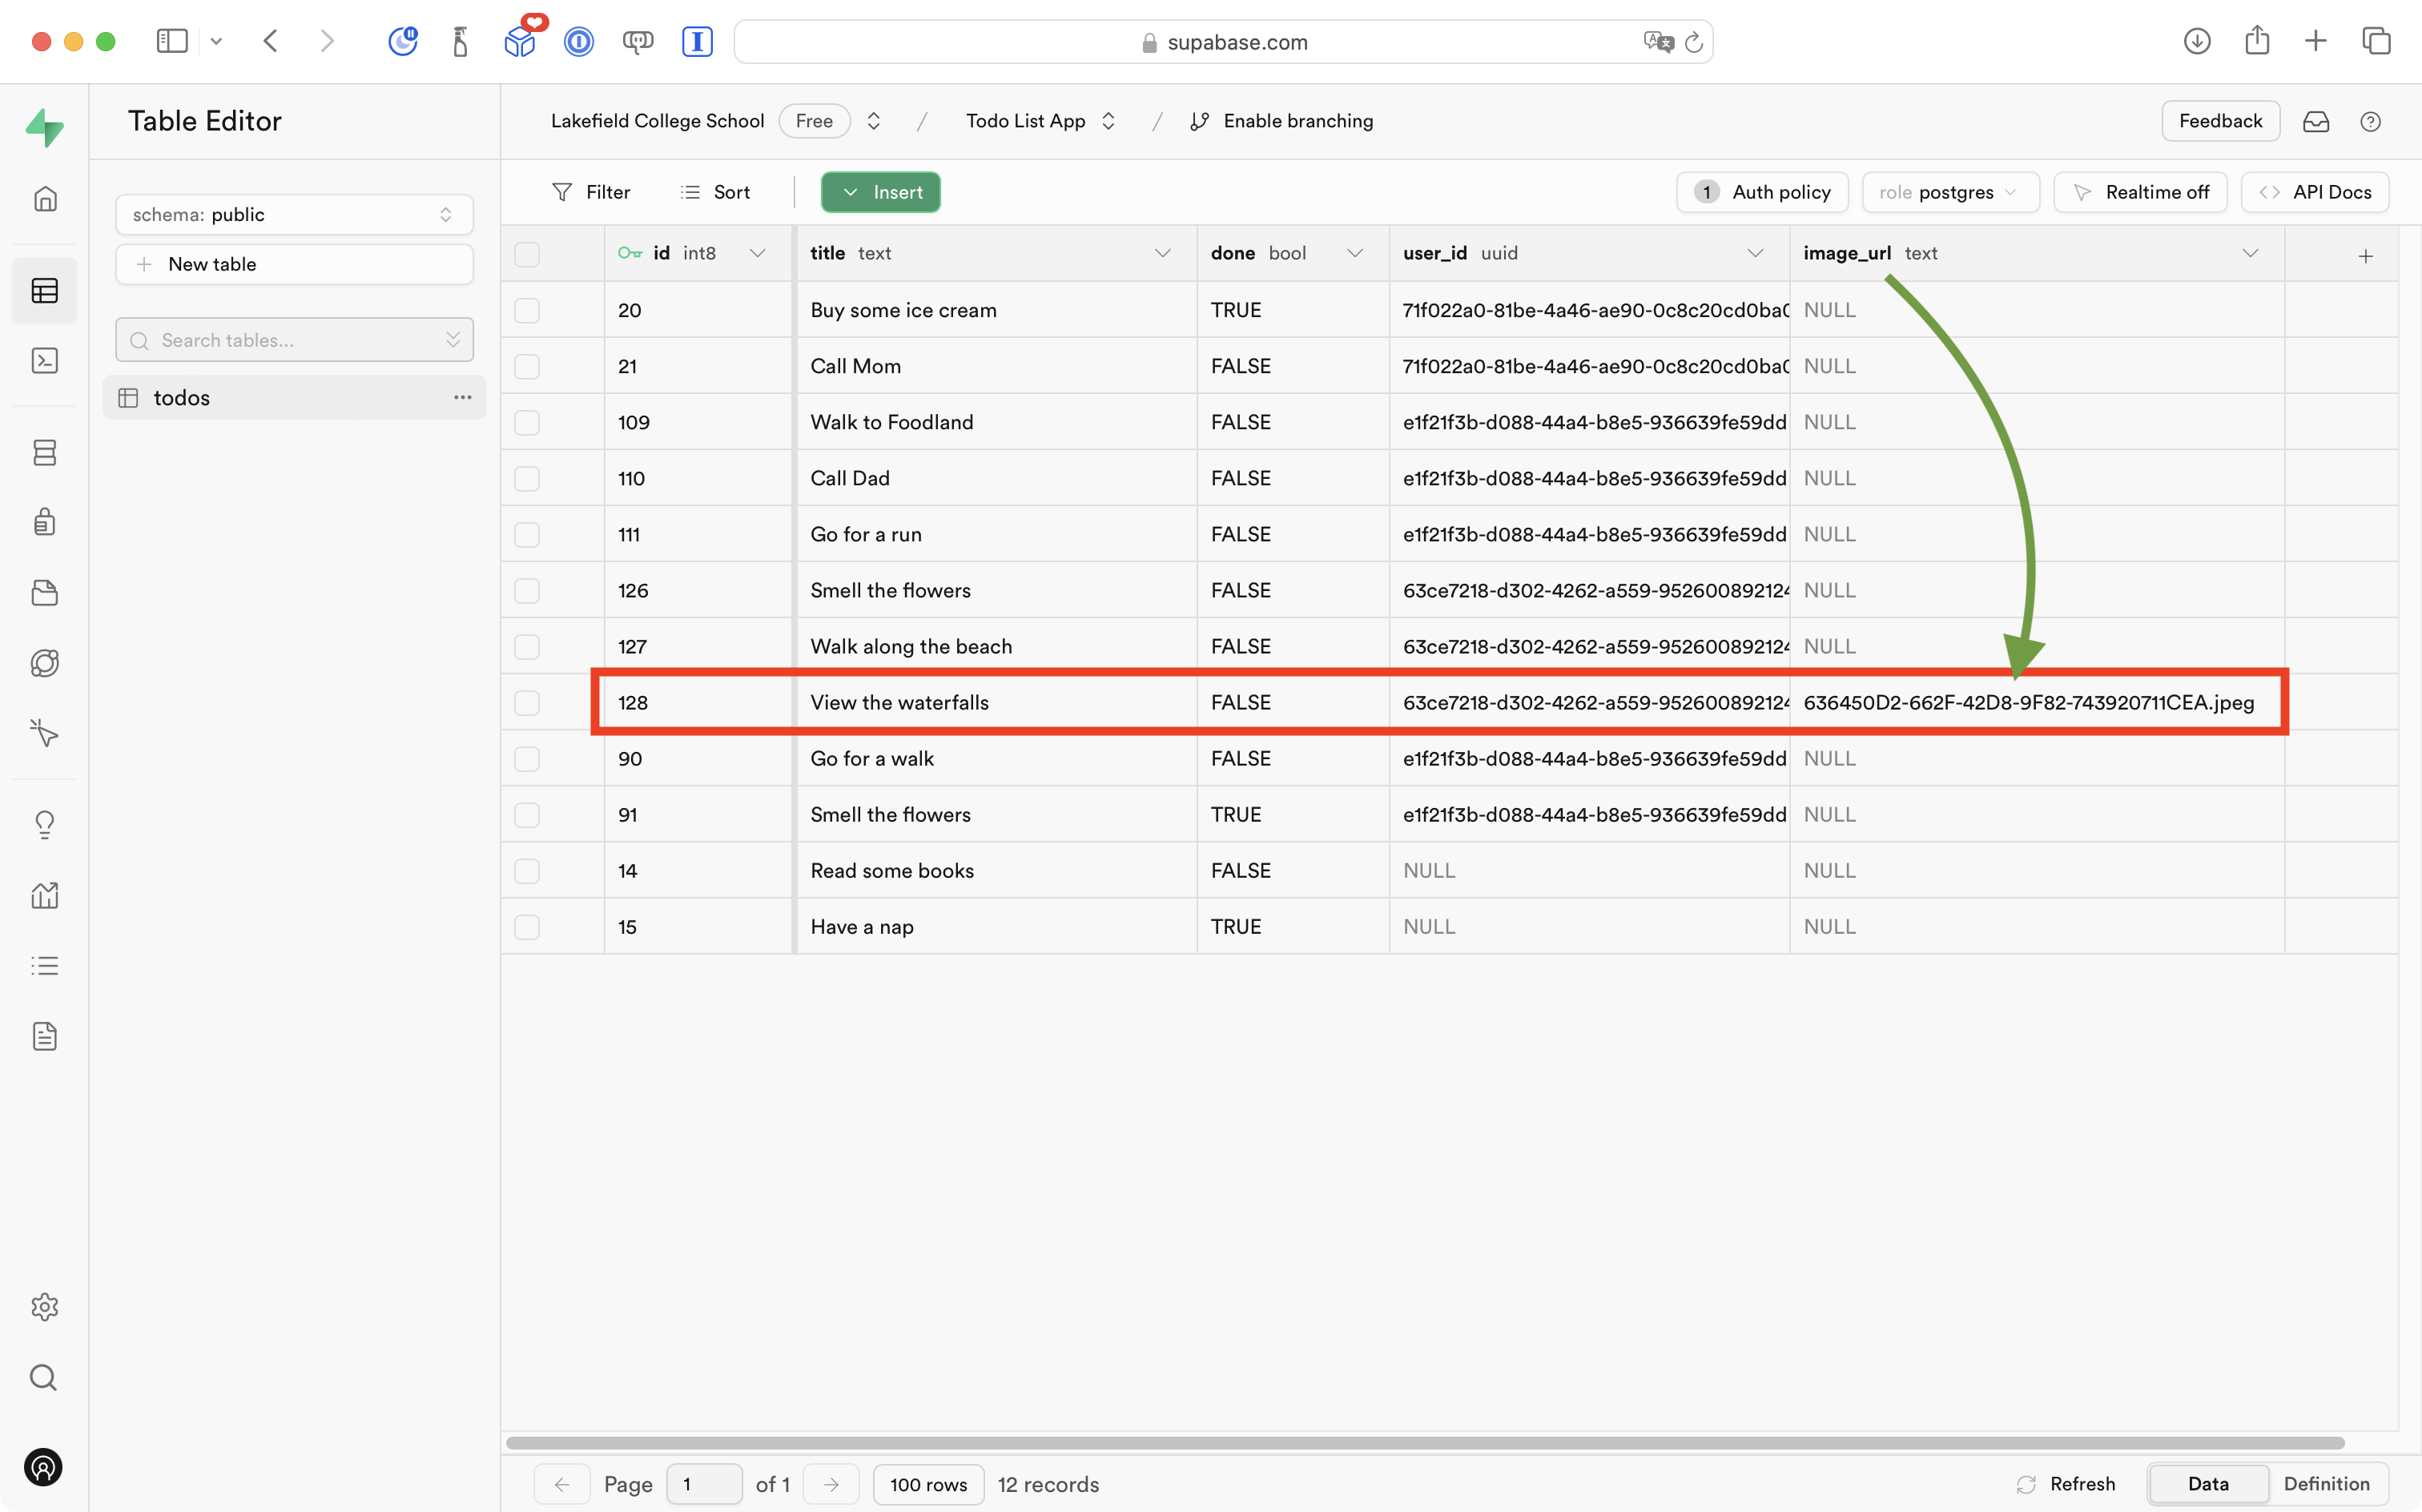 supabase.com
Table Editor
Lakefield College School Free / Todo List App / Enable branching Feedback
schema: public
New table
Search tables...
todos
Filter Sort Insert 1 Auth policy role postgres Realtime off API Docs
id int8 title text done bool user_id uuid image_url text
20 Buy some ice cream TRUE 71f022a0-81be-4a46-ae90-0c8c20cd0ba0 NULL
21 Call Mom FALSE 71f022a0-81be-4a46-ae90-0c8c20cd0ba0 NULL
109 Walk to Foodland FALSE e1f21f3b-d088-44a4-b8e5-936639fe59dd NULL
110 Call Dad FALSE e1f21f3b-d088-44a4-b8e5-936639fe59dd NULL
111 Go for a run FALSE e1f21f3b-d088-44a4-b8e5-936639fe59dd NULL
126 Smell the flowers FALSE 63ce7218-d302-4262-a559-952600892124 NULL
127 Walk along the beach FALSE 63ce7218-d302-4262-a559-952600892124 NULL
128 View the waterfalls FALSE 63ce7218-d302-4262-a559-952600892124 636450D2-662F-42D8-9F82-743920711CEA.jpeg
90 Go for a walk FALSE e1f21f3b-d088-44a4-b8e5-936639fe59dd NULL
91 Smell the flowers TRUE e1f21f3b-d088-44a4-b8e5-936639fe59dd NULL
14 Read some books FALSE NULL NULL
15 Have a nap TRUE NULL NULL
Page 1 of 1 100 rows 12 records Refresh Data Definition